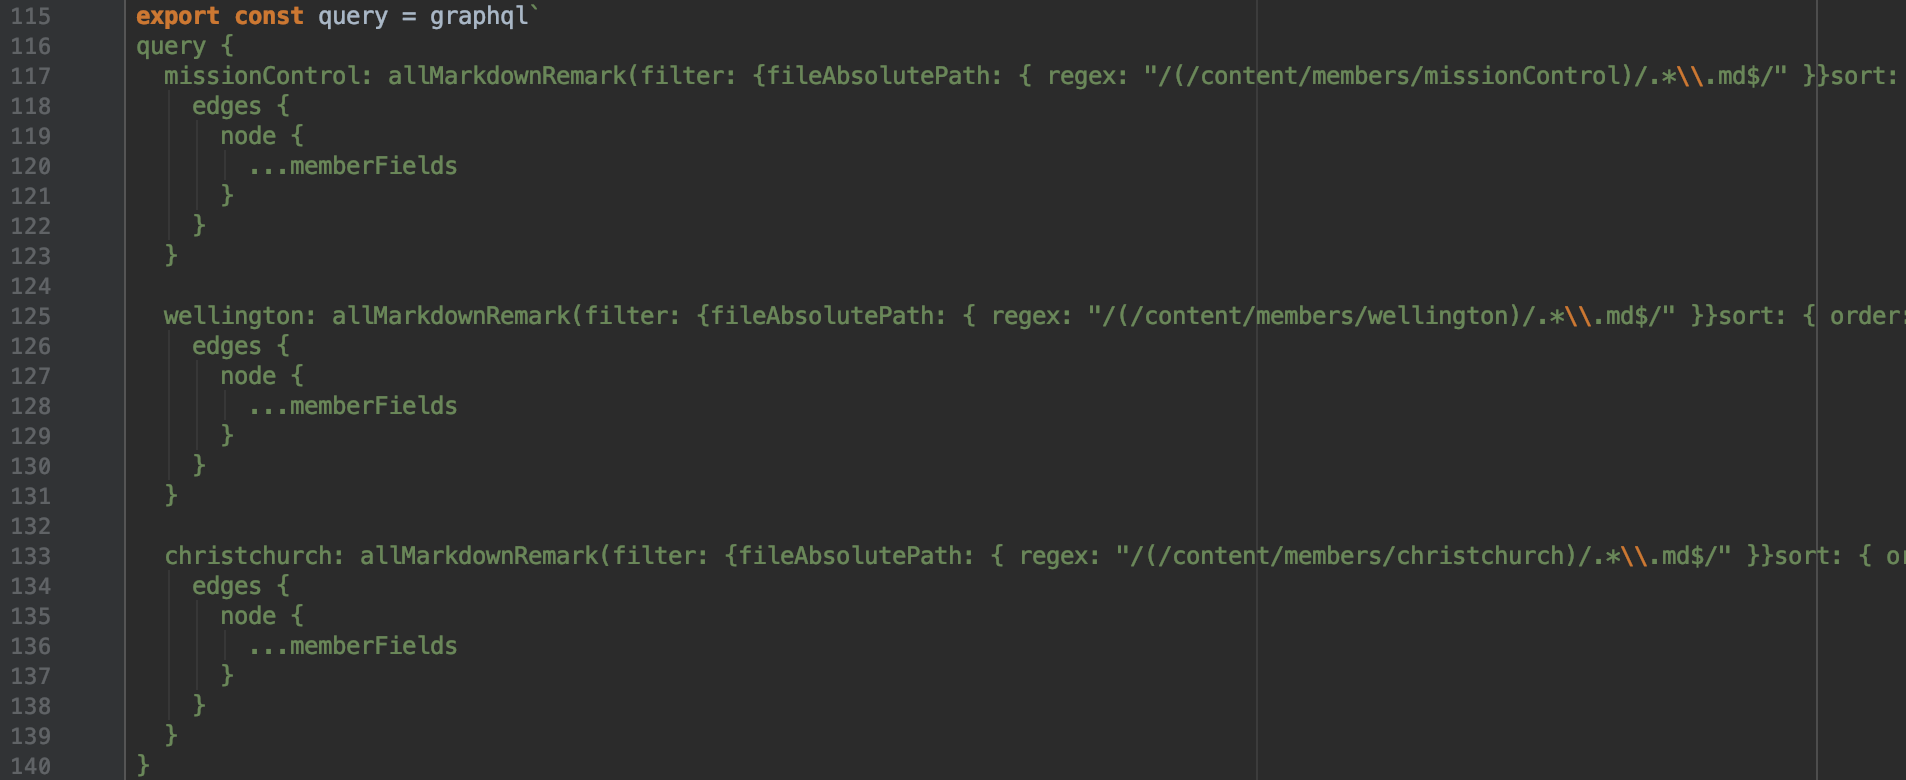 115 export const query = graphql`
116 query {
117 missionControl: allMarkdownRemark(filter: {fileAbsolutePath: { regex: "/(/content/members/missionControl)/.*\\.md$/" }}sort:
118 edges {
119 node {
120 ...memberFields
121 }
122 }
123 }
124
125 wellington: allMarkdownRemark(filter: {fileAbsolutePath: { regex: "/(/content/members/wellington)/.*\\.md$/" }}sort: { order:
126 edges {
127 node {
128 ...memberFields
129 }
130 }
131 }
132
133 christchurch: allMarkdownRemark(filter: {fileAbsolutePath: { regex: "/(/content/members/christchurch)/.*\\.md$/" }}sort: { or
134 edges {
135 node {
136 ...memberFields
137 }
138 }
139 }
140 }